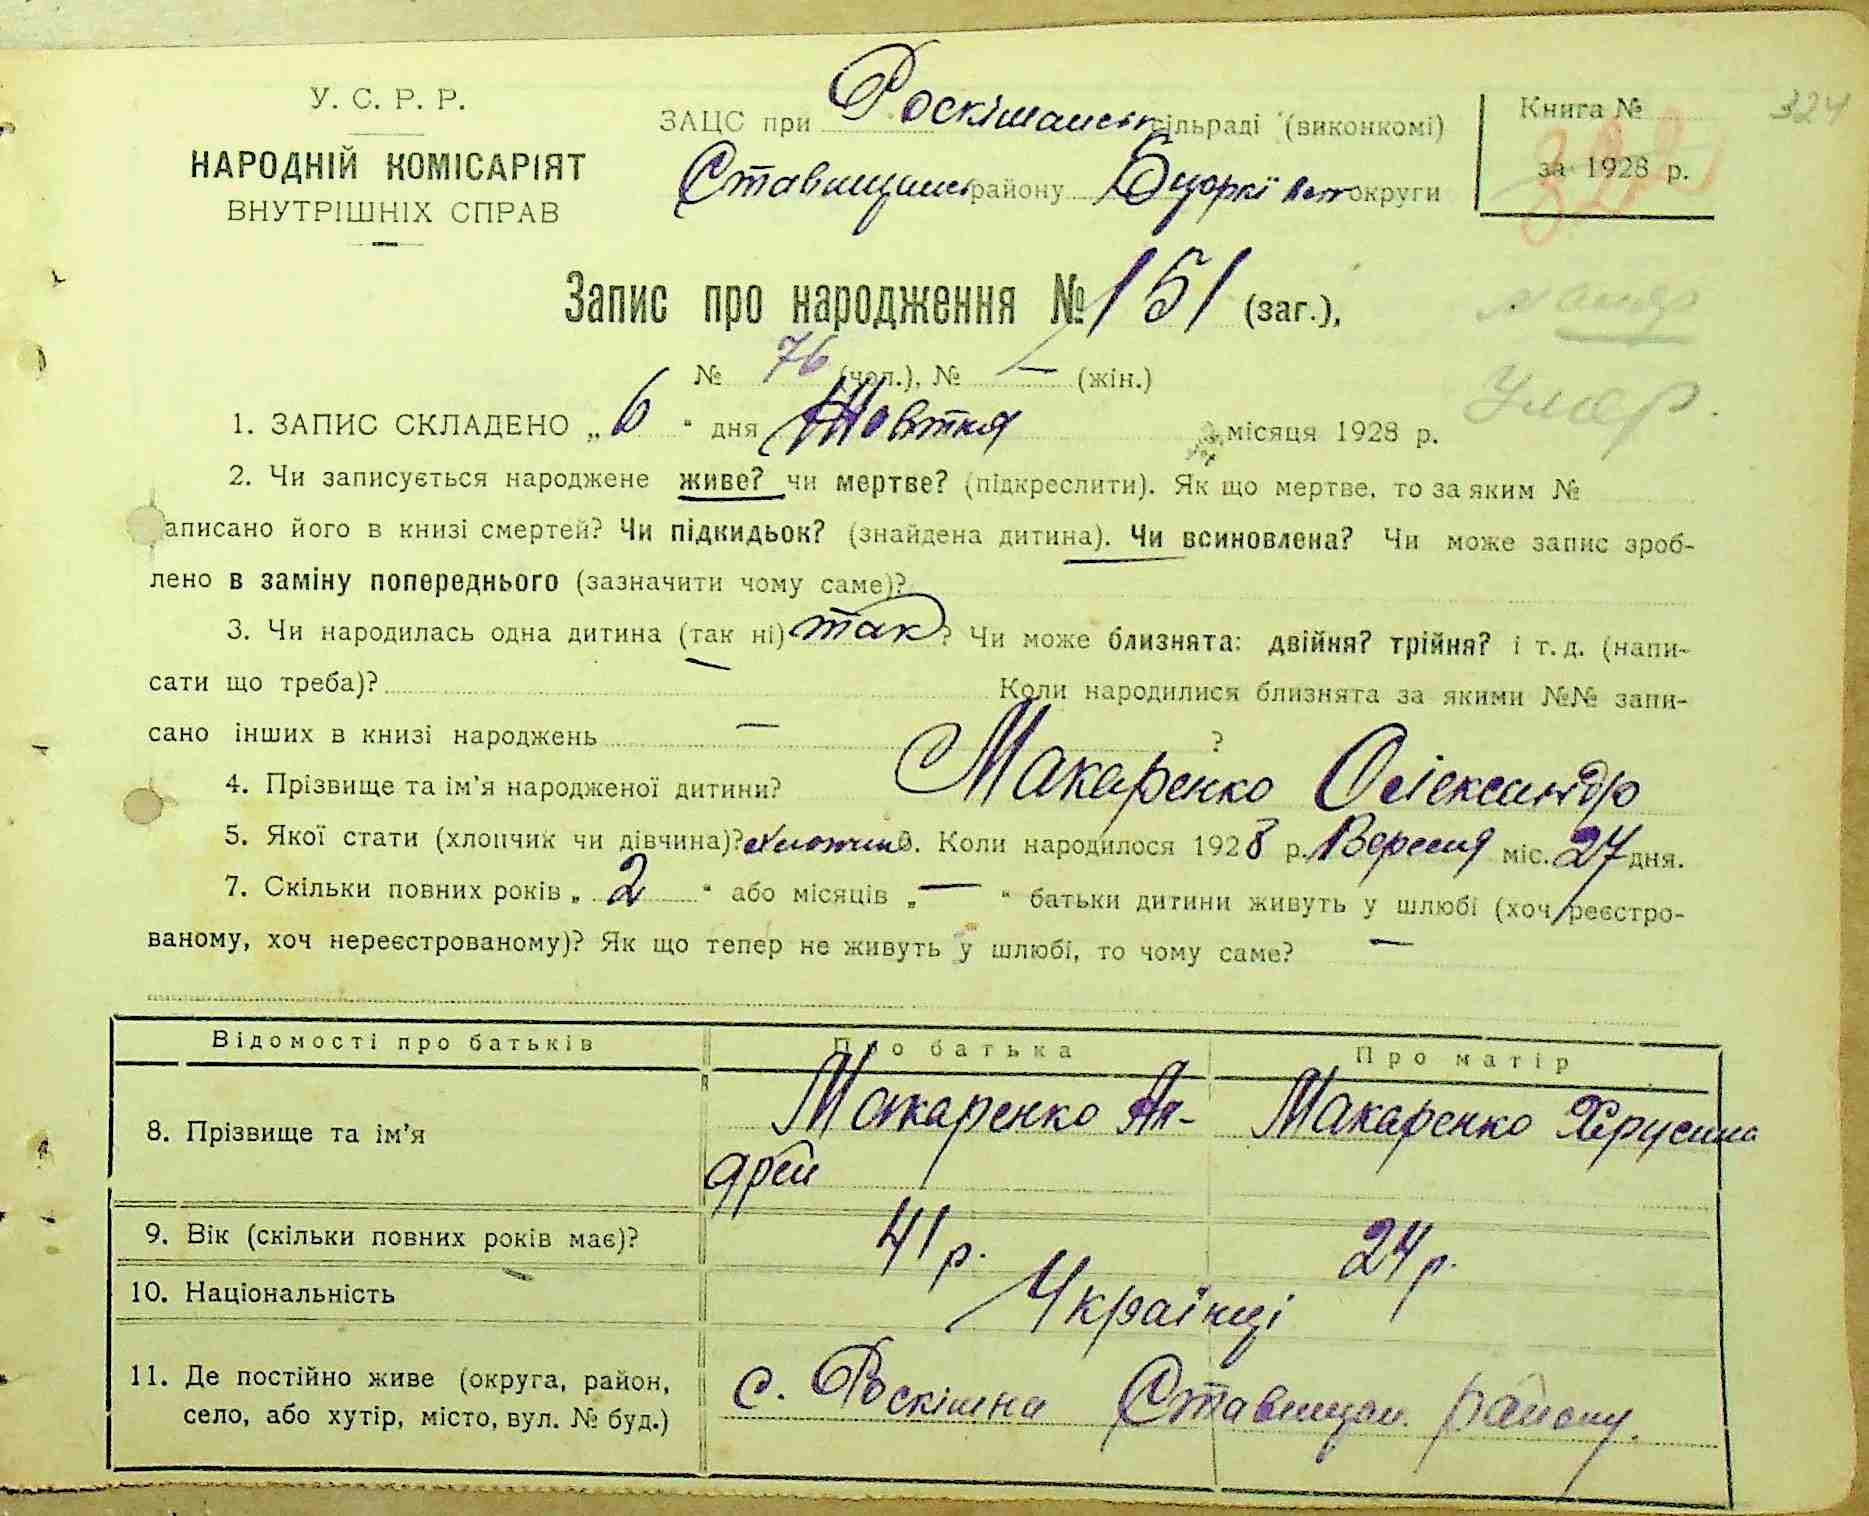 324
У. С. Р. Р.
НАРОДНІЙ КОМІСАРІЯТ
ВНУТРІШНІХ СПРАВ
ЗАЦС при Роскішанськ сільраді (виконкомі)
Ставищинськ району округи
Книга №
за 1928 р.
Запис про народження № 151 (заг.),
№ 76 (чол.), № — (жін.)
Умер.
1. ЗАПИС СКЛАДЕНО „ 6 “ дня Жовтня місяця 1928 р.
2. Чи записується народжене живе? чи мертве? (підкреслити). Як що мертве, то за яким №
аписано його в книзі смертей? Чи підкидьок? (знайдена дитина). Чи всиновлена? Чи може запис зроб-
лено в заміну попереднього (зазначити чому саме)?
3. Чи народилась одна дитина (так ні) так ? Чи може близнята: двійня? трійня? і т. д. (напи-
сати що треба)? — Коли народилися близнята за якими №№ запи-
сано інших в книзі народжень — ?
4. Прізвище та ім'я народженої дитини? Макаренко Олександр
5. Якої стати (хлопчик чи дівчина)? хлопчик 6. Коли народилося 1928 р. Вересня міс. 27 дня.
7. Скільки повних років „ 2 “ або місяців „ — “ батьки дитини живуть у шлюбі (хоч реєстро-
ваному, хоч нереєстрованому)? Як що тепер не живуть у шлюбі, то чому саме? —
Відомості про батьків Про батька Про матір
8. Прізвище та ім'я Макаренко Ан- Макаренко
дрей
9. Вік (скільки повних років має)? 41 р. 24 р.
10. Національність Українці
11. Де постійно живе (округа, район,
село, або хутір, місто, вул. № буд.) с. Роскішна Ставищан. району.